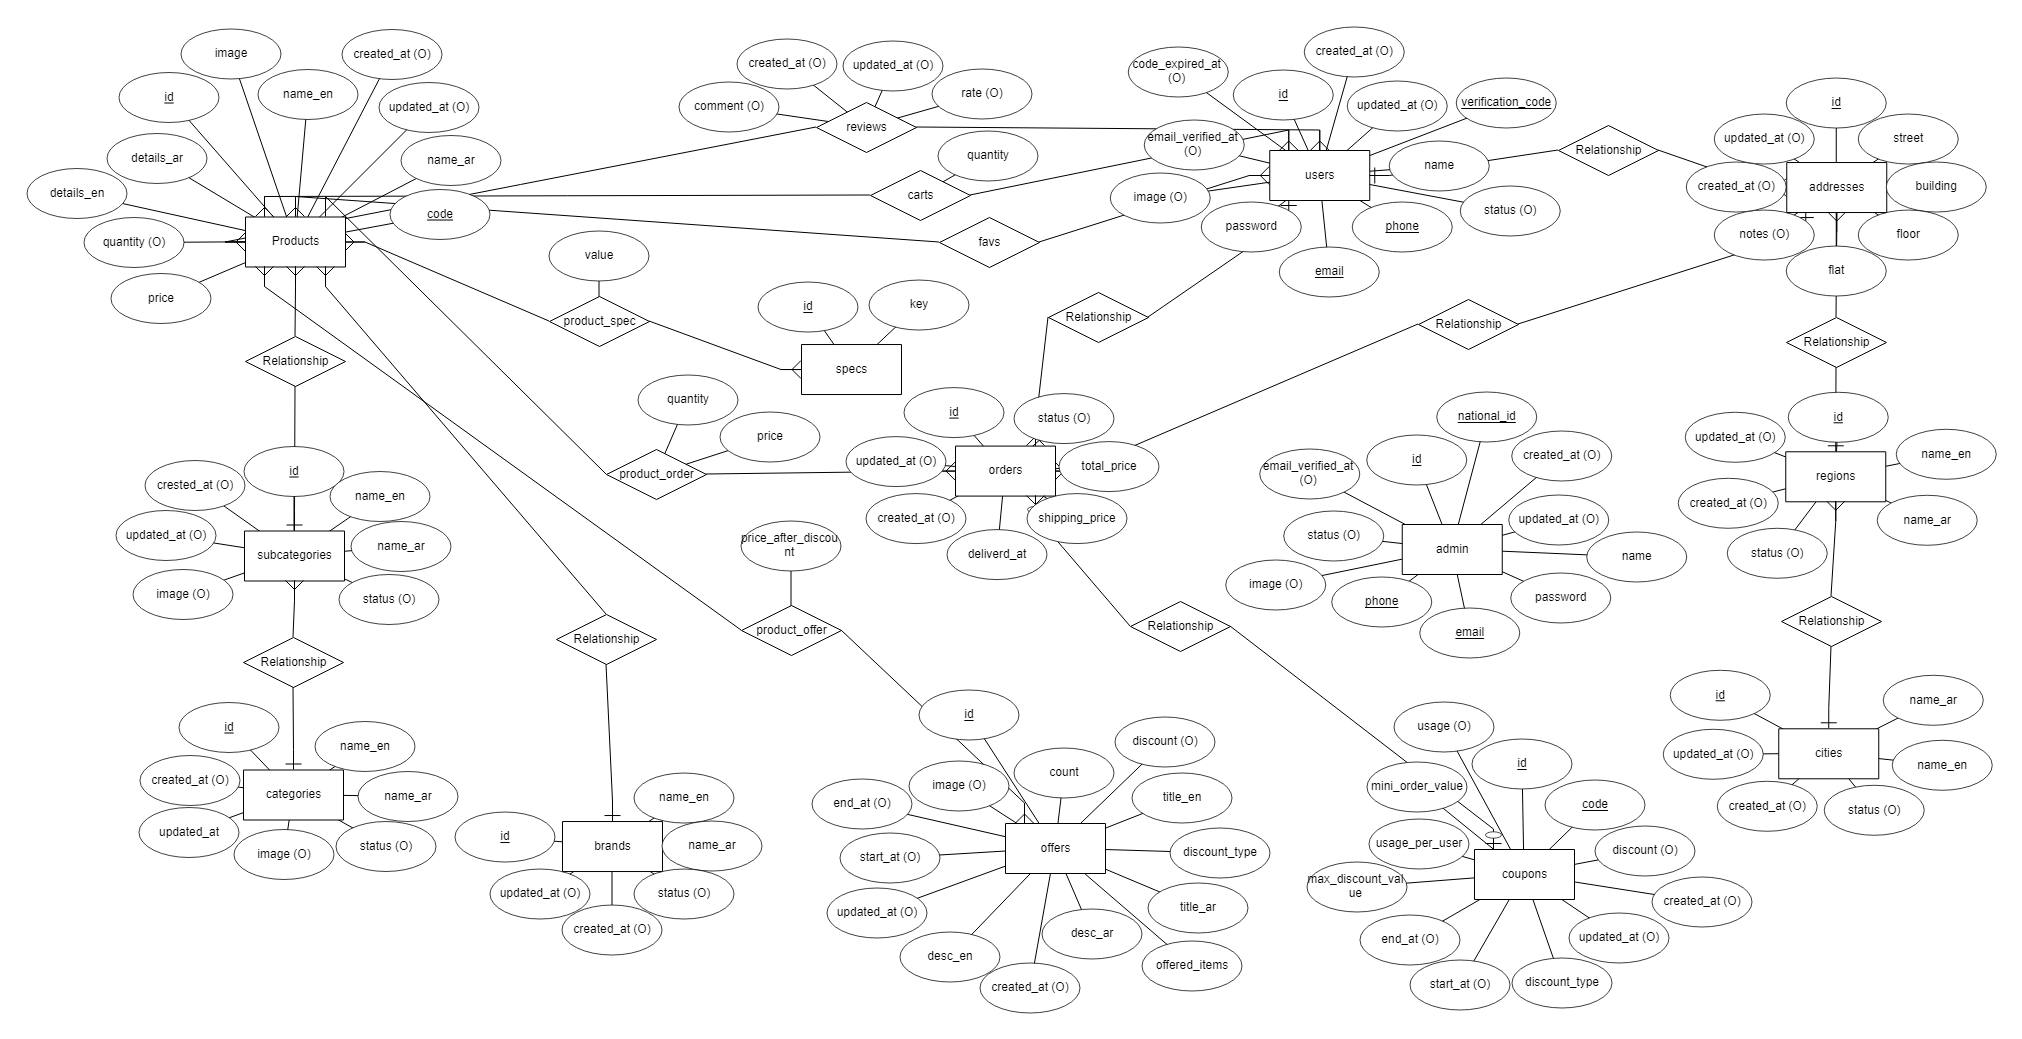 image
created_at (O)
id
name_en
updated_at (O)
details_ar
name_ar
details_en
code
quantity (O)
Products
price
created_at (O)
updated_at (O)
comment (O)
rate (O)
reviews
quantity
carts
favs
value
product_spec
id
key
specs
code_expired_at
(O)
created_at (O)
id
updated_at (O)
verification_code
email_verified_at
(O)
name
users
image (O)
status (O)
password
phone
email
Relationship
id
updated_at (O)
street
created_at (O)
addresses
building
notes (O)
floor
flat
Relationship
Relationship
Relationship
Relationship
quantity
price
product_order
id
status (O)
updated_at (O)
orders
total_price
created_at (O)
shipping_price
deliverd_at
national_id
id
email_verified_at
(O)
created_at (O)
status (O)
updated_at (O)
admin
name
image (O)
phone
password
email
id
updated_at (O)
name_en
regions
created_at (O)
name_ar
status (O)
Relationship
id
crested_at (O)
name_en
updated_at (O)
subcategories
name_ar
image (O)
status (O)
Relationship
id
name_en
created_at (O)
categories
name_ar
updated_at
image (O)
status (O)
Relationship
name_en
id
brands
name_ar
updated_at (O)
status (O)
created_at (O)
price_after_discou
nt
product_offer
Relationship
id
discount (O)
image (O)
count
end_at (O)
title_en
start_at (O)
offers
discount_type
updated_at (O)
title_ar
desc_ar
desc_en
offered_items
created_at (O)
usage (O)
id
mini_order_value
code
usage_per_user
discount (O)
max_discount_val
ue
coupons
created_at (O)
end_at (O)
updated_at (O)
start_at (O)
discount_type
id
name_ar
updated_at (O)
cities
name_en
created_at (O)
status (O)